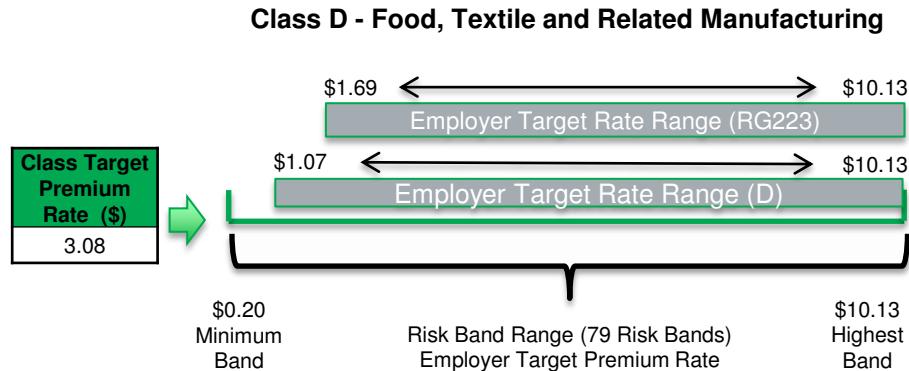 Class D - Food, Textile and Related Manufacturing
$1.69
$10.13
Employer Target Rate Range (RG223)
$1.07
$10.13
Employer Target Rate Range (D)
Class Target
Premium
Rate ($)
3.08
$0.20
Minimum
Band
Risk Band Range (79 Risk Bands)
Employer Target Premium Rate
$10.13
Highest
Band